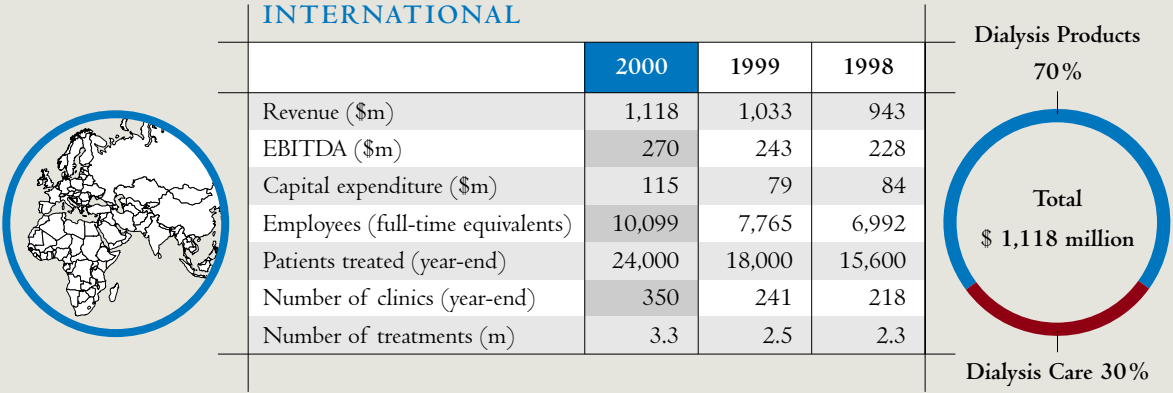 INTERNATIONAL
2000 1999 1998
Revenue ($m) 1,118 1,033 943
EBITDA ($m) 270 243 228
Capital expenditure ($m) 115 79 84
Employees (full-time equivalents) 10,099 7,765 6,992
Patients treated (year-end) 24,000 18,000 15,600
Number of clinics (year-end) 350 241 218
Number of treatments (m) 3.3 2.5 2.3
Dialysis Products
70%
Total
$ 1,118 million
Dialysis Care 30%